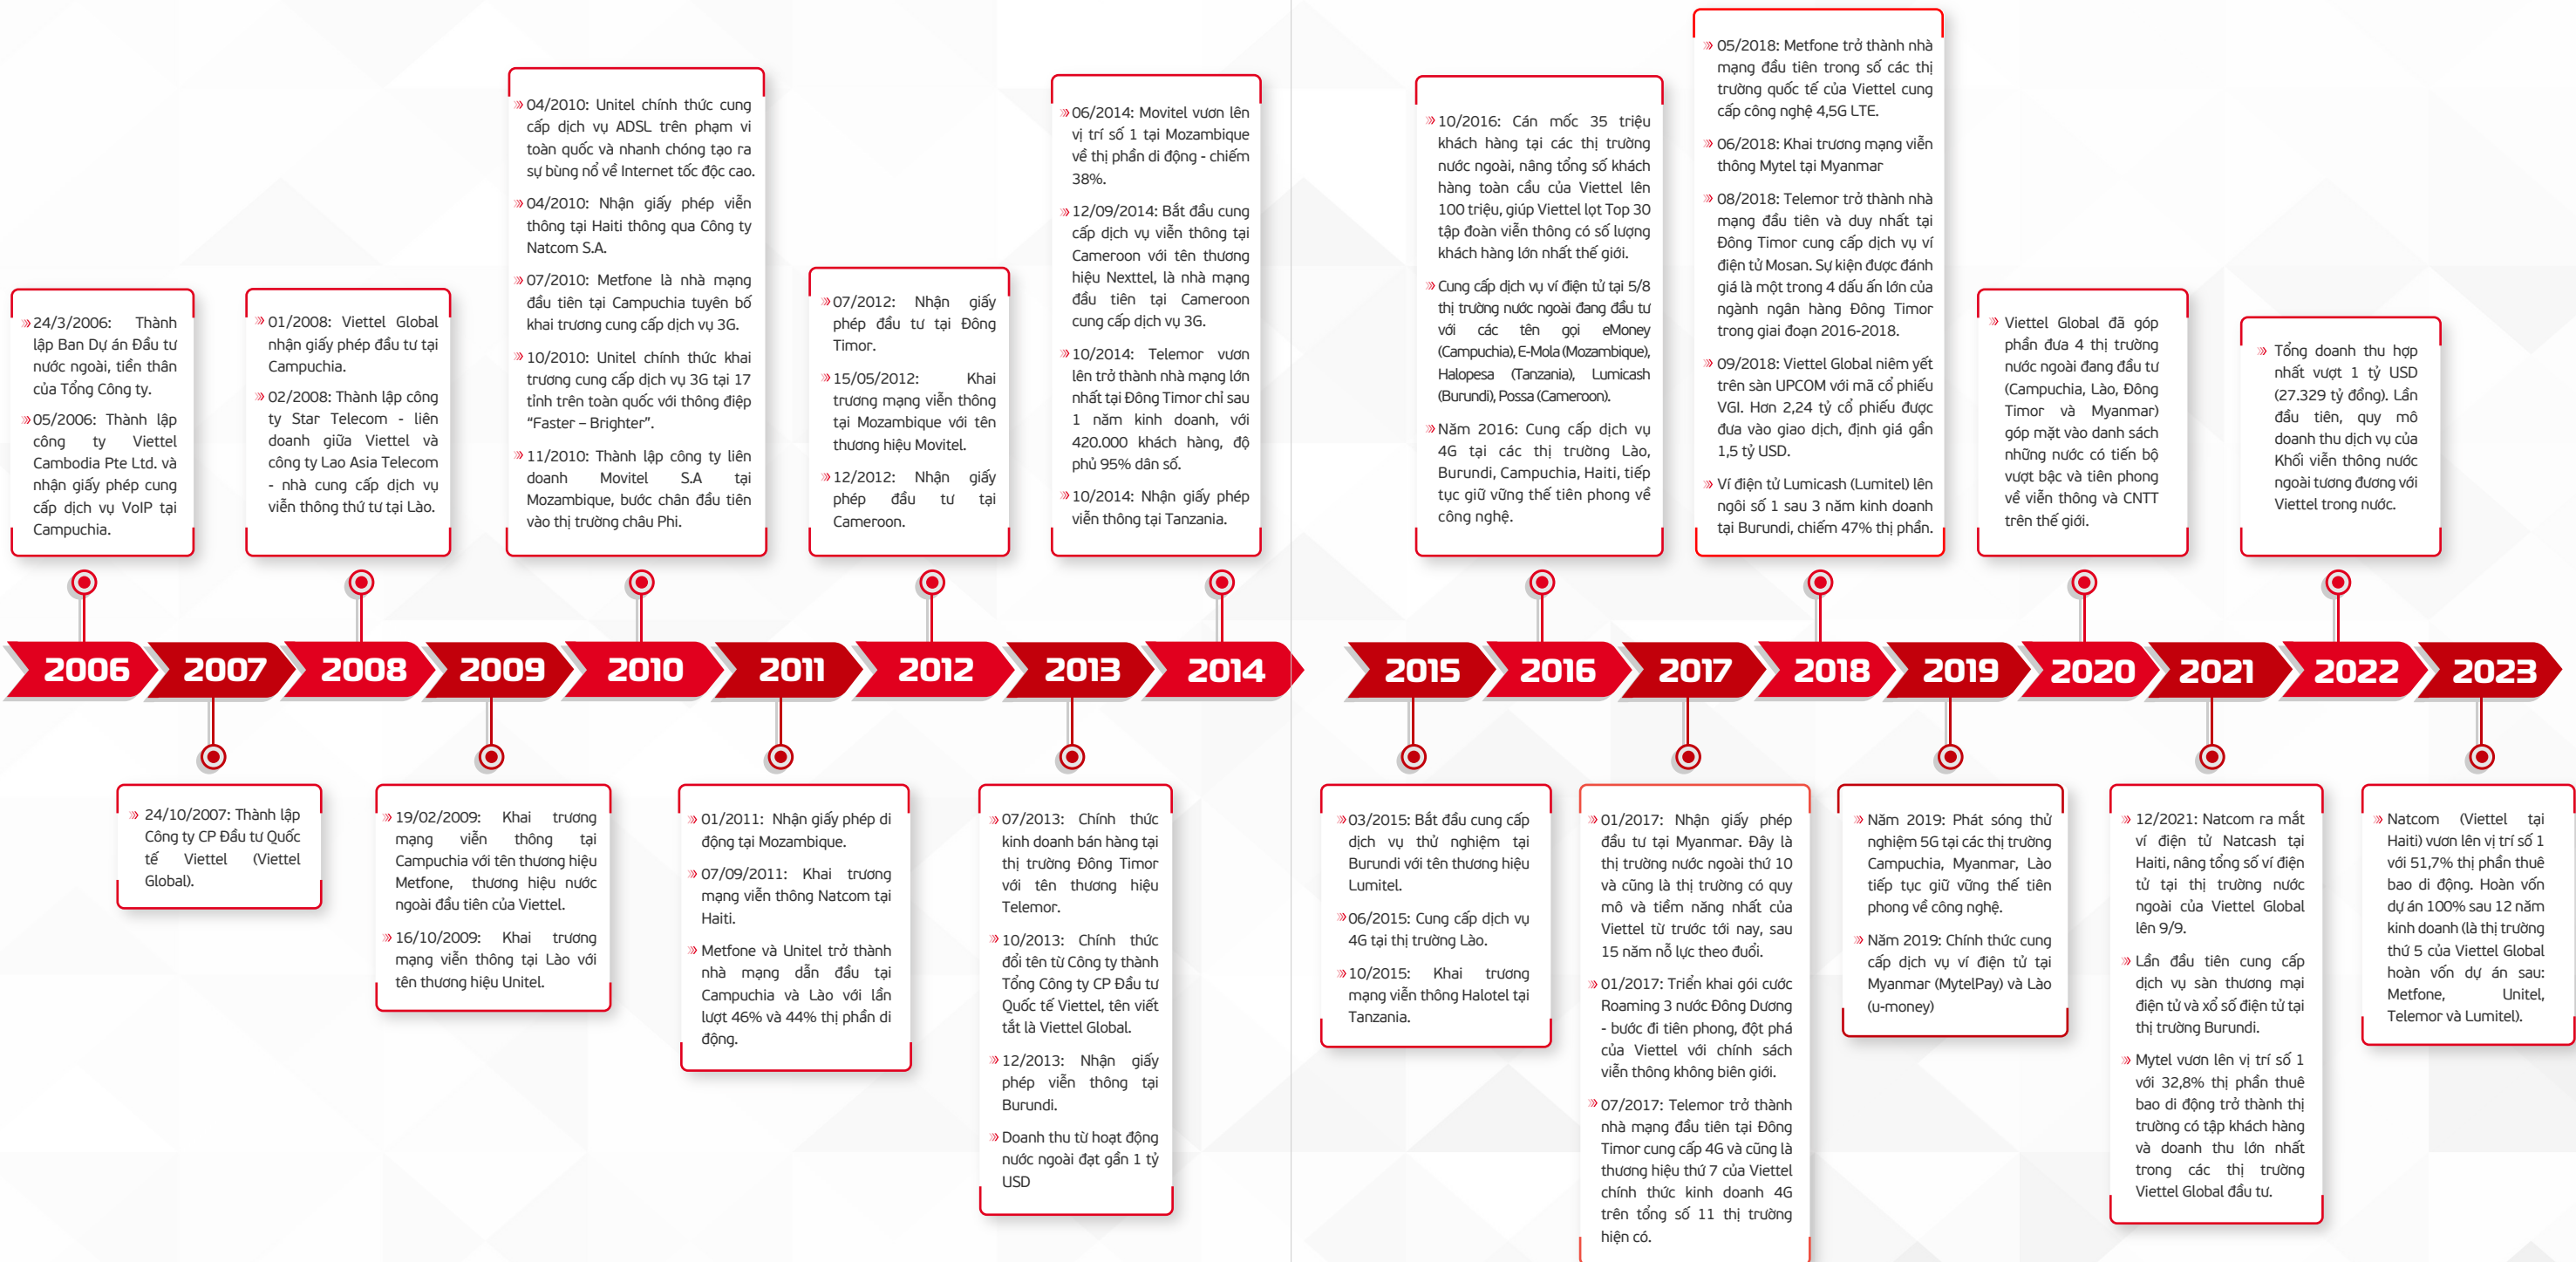 » 24/3/2006: Thành
lập Ban Dự án Đầu tư
nước ngoài, tiền thân
của Tổng Công ty.
» 05/2006: Thành lập
công ty Viettel
Cambodia Pte Ltd. và
nhận giấy phép cung
cấp dịch vụ VoIP tại
Campuchia.
» 01/2008: Viettel Global
nhận giấy phép đầu tư tại
Campuchia.
» 02/2008: Thành lập công
ty Star Telecom - liên
doanh giữa Viettel và
công ty Lao Asia Telecom
- nhà cung cấp dịch vụ
viễn thông thứ tư tại Lào.
» 04/2010: Unitel chính thức cung
cấp dịch vụ ADSL trên phạm vi
toàn quốc và nhanh chóng tạo ra
sự bùng nổ về Internet tốc độ cao.
» 04/2010: Nhận giấy phép viễn
thông tại Haiti thông qua Công ty
Natcom S.A.
» 07/2010: Metfone là nhà mạng
đầu tiên tại Campuchia tuyên bố
khai trương cung cấp dịch vụ 3G.
» 10/2010: Unitel chính thức khai
trương cung cấp dịch vụ 3G tại 17
tỉnh trên toàn quốc với thông điệp
“Faster – Brighter”.
» 11/2010: Thành lập công ty liên
doanh Movitel S.A tại
Mozambique, bước chân đầu tiên
vào thị trường châu Phi.
» 07/2012: Nhận giấy
phép đầu tư tại Đông
Timor.
» 15/05/2012: Khai
trương mạng viễn thông
tại Mozambique với tên
thương hiệu Movitel.
» 12/2012: Nhận giấy
phép đầu tư tại
Cameroon.
» 06/2014: Movitel vươn lên
vị trí số 1 tại Mozambique
về thị phần di động - chiếm
38%.
» 12/09/2014: Bắt đầu cung
cấp dịch vụ viễn thông tại
Cameroon với tên thương
hiệu Nexttel, là nhà mạng
đầu tiên tại Cameroon
cung cấp dịch vụ 3G.
» 10/2014: Telemor vươn
lên trở thành nhà mạng lớn
nhất tại Đông Timor chỉ sau
1 năm kinh doanh, với
420.000 khách hàng, độ
phủ 95% dân số.
» 10/2014: Nhận giấy phép
viễn thông tại Tanzania.
» 10/2016: Cán mốc 35 triệu
khách hàng tại các thị trường
nước ngoài, nâng tổng số khách
hàng toàn cầu của Viettel lên
100 triệu, giúp Viettel lọt Top 30
tập đoàn viễn thông có số lượng
khách hàng lớn nhất thế giới.
» Cung cấp dịch vụ ví điện tử tại 5/8
thị trường nước ngoài đang đầu tư
với các tên gọi eMoney
(Campuchia), E-Mola (Mozambique),
Halopesa (Tanzania), Lumicash
(Burundi), Possa (Cameroon).
» Năm 2016: Cung cấp dịch vụ
4G tại các thị trường Lào,
Burundi, Campuchia, Haiti, tiếp
tục giữ vững thế tiên phong về
công nghệ.
» 05/2018: Metfone trở thành nhà
mạng đầu tiên trong số các thị
trường quốc tế của Viettel cung
cấp công nghệ 4,5G LTE.
» 06/2018: Khai trương mạng viễn
thông Mytel tại Myanmar
» 08/2018: Telemor trở thành nhà
mạng đầu tiên và duy nhất tại
Đông Timor cung cấp dịch vụ ví
điện tử Mosan. Sự kiện được đánh
giá là một trong 4 dấu ấn lớn của
ngành ngân hàng Đông Timor
trong giai đoạn 2016-2018.
» 09/2018: Viettel Global niêm yết
trên sàn UPCOM với mã cổ phiếu
VGI. Hơn 2,24 tỷ cổ phiếu được
đưa vào giao dịch, định giá gần
1,5 tỷ USD.
» Ví điện tử Lumicash (Lumitel) lên
ngôi số 1 sau 3 năm kinh doanh
tại Burundi, chiếm 47% thị phần.
» Viettel Global đã góp
phần đưa 4 thị trường
nước ngoài đang đầu tư
(Campuchia, Lào, Đông
Timor và Myanmar)
góp mặt vào danh sách
những nước có tiến bộ
vượt bậc và tiên phong
về viễn thông và CNTT
trên thế giới.
» Tổng doanh thu hợp
nhất vượt 1 tỷ USD
(27.329 tỷ đồng). Lần
đầu tiên, quy mô
doanh thu dịch vụ của
Khối viễn thông nước
ngoài tương đương với
Viettel trong nước.
2006
2007
2008
2009
2010
2011
2012
2013
2014
2015
2016
2017
2018
2019
2020
2021
2022
2023
» 24/10/2007: Thành lập
Công ty CP Đầu tư Quốc
tế Viettel (Viettel
Global).
» 19/02/2009: Khai trương
mạng viễn thông tại
Campuchia với tên thương hiệu
Metfone, thương hiệu nước
ngoài đầu tiên của Viettel.
» 16/10/2009: Khai trương
mạng viễn thông tại Lào với
tên thương hiệu Unitel.
» 01/2011: Nhận giấy phép di
động tại Mozambique.
» 07/09/2011: Khai trương
mạng viễn thông Natcom tại
Haiti.
» Metfone và Unitel trở thành
nhà mạng dẫn đầu tại
Campuchia và Lào với lần
lượt 46% và 44% thị phần di
động.
» 07/2013: Chính thức
kinh doanh bán hàng tại
thị trường Đông Timor
với tên thương hiệu
Telemor.
» 10/2013: Chính thức
đổi tên từ Công ty thành
Tổng Công ty CP Đầu tư
Quốc tế Viettel, tên viết
tắt là Viettel Global.
» 12/2013: Nhận giấy
phép viễn thông tại
Burundi.
» Doanh thu từ hoạt động
nước ngoài đạt gần 1 tỷ
USD
» 03/2015: Bắt đầu cung cấp
dịch vụ thử nghiệm tại
Burundi với tên thương hiệu
Lumitel.
» 06/2015: Cung cấp dịch vụ
4G tại thị trường Lào.
» 10/2015: Khai trương
mạng viễn thông Halotel tại
Tanzania.
» 01/2017: Nhận giấy phép
đầu tư tại Myanmar. Đây là
thị trường nước ngoài thứ 10
và cũng là thị trường có quy
mô và tiềm năng nhất của
Viettel từ trước tới nay, sau
15 năm nỗ lực theo đuổi.
» 01/2017: Triển khai gói cước
Roaming 3 nước Đông Dương
- bước đi tiên phong, đột phá
của Viettel với chính sách
viễn thông không biên giới.
» 07/2017: Telemor trở thành
nhà mạng đầu tiên tại Đông
Timor cung cấp 4G và cũng là
thương hiệu thứ 7 của Viettel
chính thức kinh doanh 4G
trên tổng số 11 thị trường
hiện có.
» Năm 2019: Phát sóng thử
nghiệm 5G tại các thị trường
Campuchia, Myanmar, Lào
tiếp tục giữ vững thế tiên
phong về công nghệ.
» Năm 2019: Chính thức cung
cấp dịch vụ ví điện tử tại
Myanmar (MytelPay) và Lào
(u-money)
» 12/2021: Natcom ra mắt
ví điện tử Natcash tại
Haiti, nâng tổng số ví điện
tử tại thị trường nước
ngoài của Viettel Global
lên 9/9.
» Lần đầu tiên cung cấp
dịch vụ sàn thương mại
điện tử và xổ số điện tử tại
thị trường Burundi.
» Mytel vươn lên vị trí số 1
với 32,8% thị phần thuê
bao di động trở thành thị
trường có tập khách hàng
và doanh thu lớn nhất
trong các thị trường
Viettel Global đầu tư.
» Natcom (Viettel tại
Haiti) vươn lên vị trí số 1
với 51,7% thị phần thuê
bao di động. Hoàn vốn
dự án 100% sau 12 năm
kinh doanh (là thị trường
thứ 5 của Viettel Global
hoàn vốn dự án sau:
Metfone, Unitel,
Telemor và Lumitel).